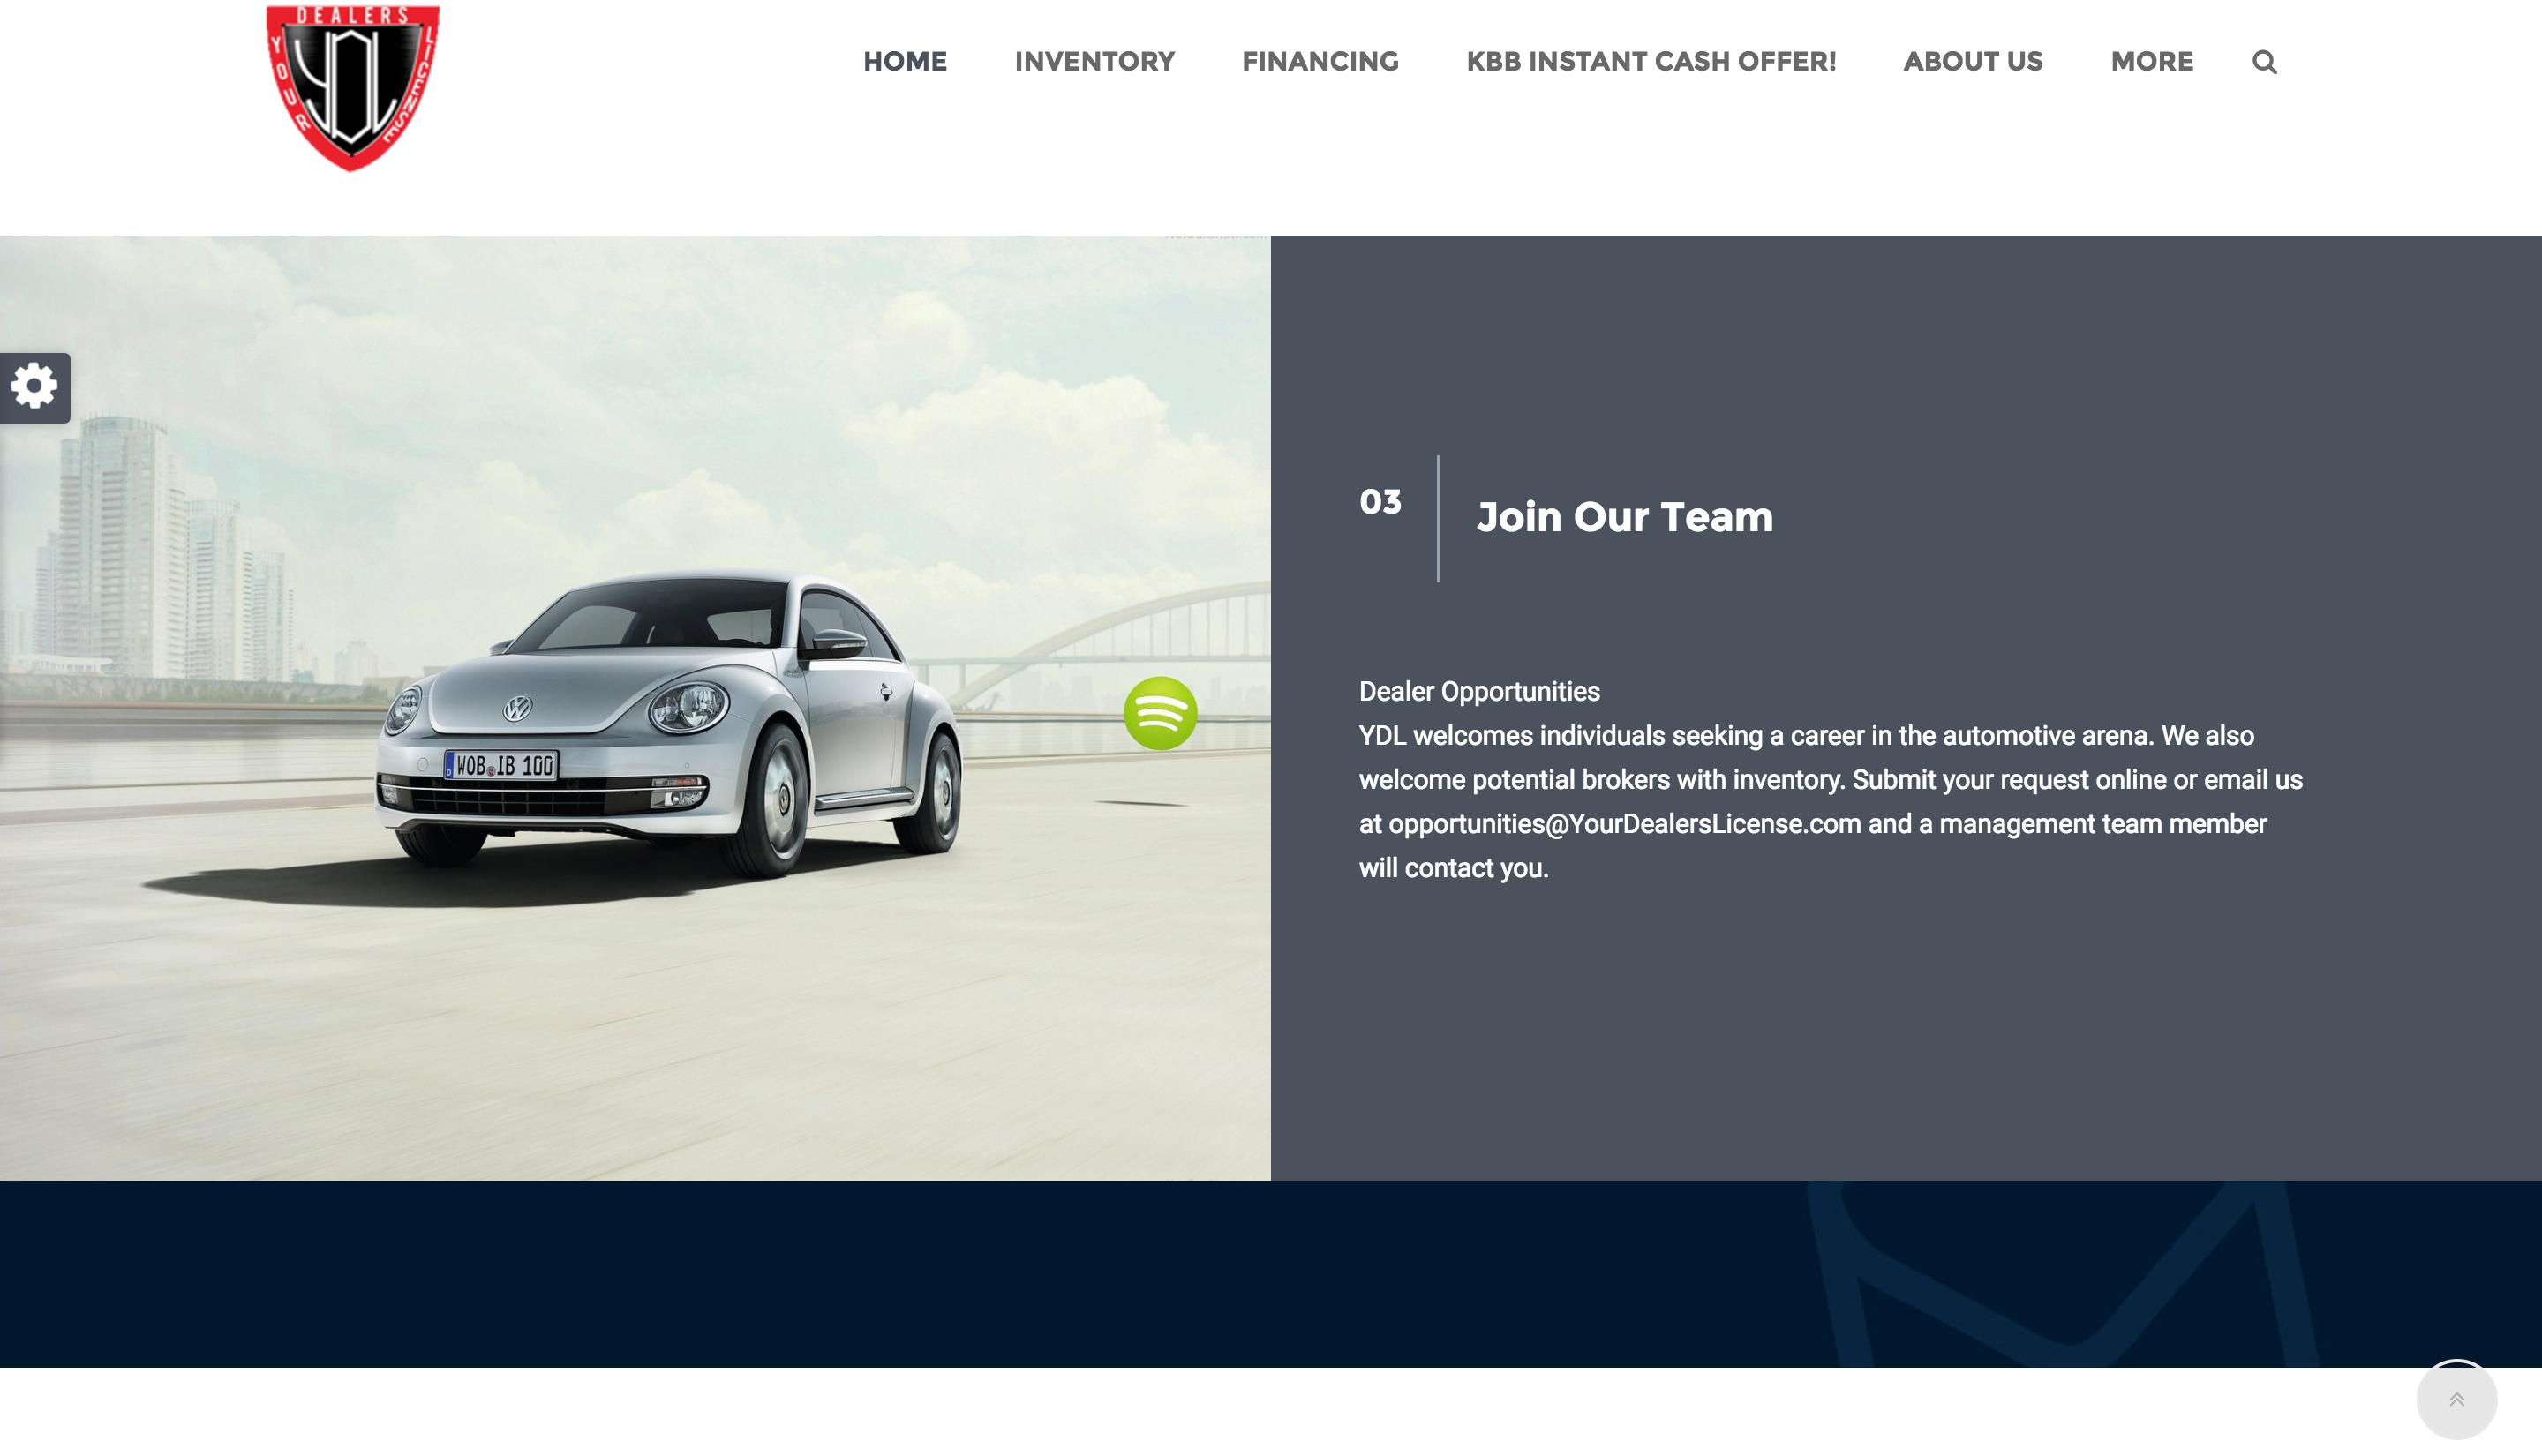 DEALERS
YOUR
LICENSE
YDL
HOME
INVENTORY
FINANCING
KBB INSTANT CASH OFFER!
ABOUT US
MORE
03
Join Our Team
WOB IB 100
Dealer Opportunities
YDL welcomes individuals seeking a career in the automotive arena. We also
welcome potential brokers with inventory. Submit your request online or email us
at opportunities@YourDealersLicense.com and a management team member
will contact you.